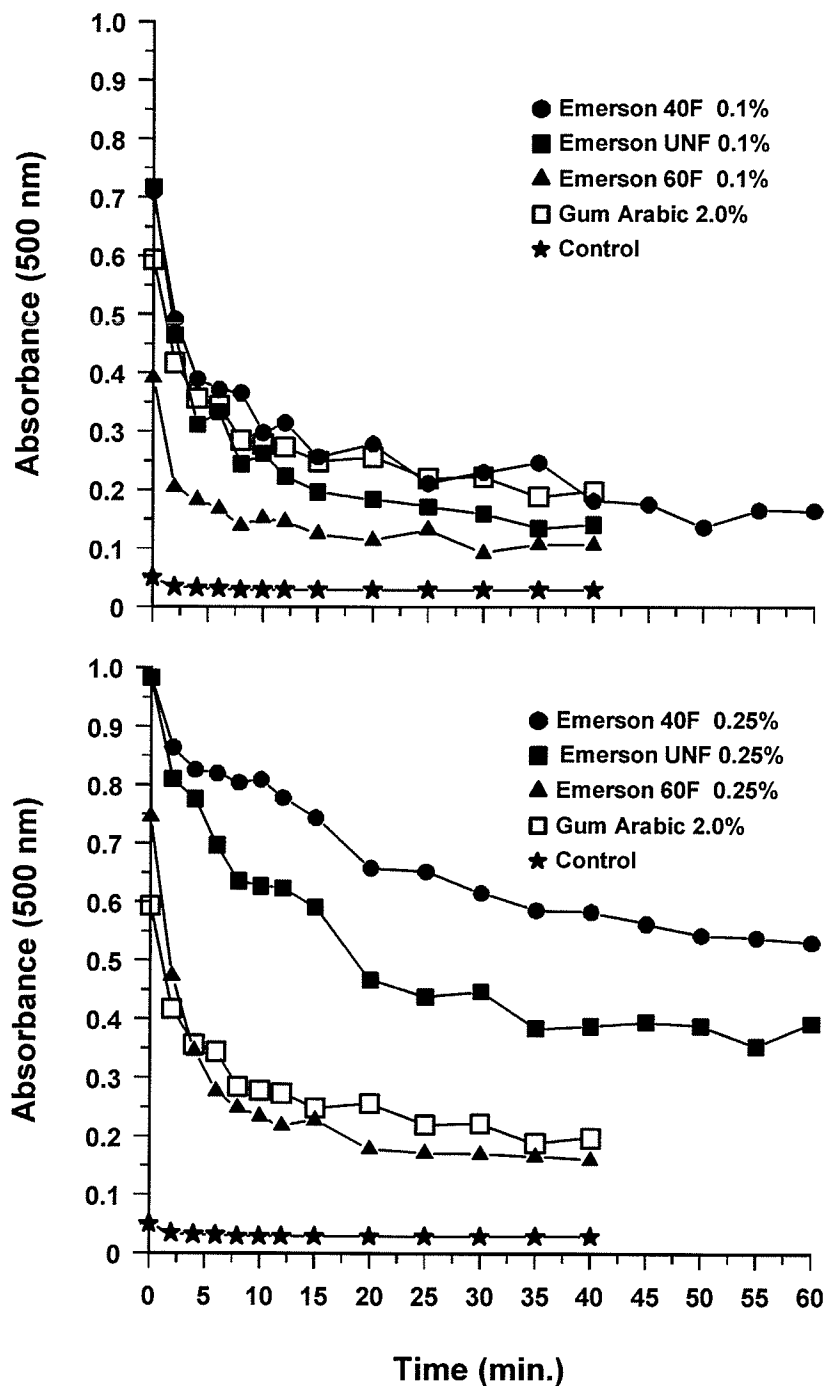 1.0
0.9
0.8
0.7
0.6
0.5
0.4
0.3
0.2
0.1
0
Absorbance (500 nm)
Emerson 40F 0.1%
Emerson UNF 0.1%
Emerson 60F 0.1%
Gum Arabic 2.0%
Control
1.0
0.9
0.8
0.7
0.6
0.5
0.4
0.3
0.2
0.1
0
Absorbance (500 nm)
Emerson 40F 0.25%
Emerson UNF 0.25%
Emerson 60F 0.25%
Gum Arabic 2.0%
Control
0 5 10 15 20 25 30 35 40 45 50 55 60
Time (min.)